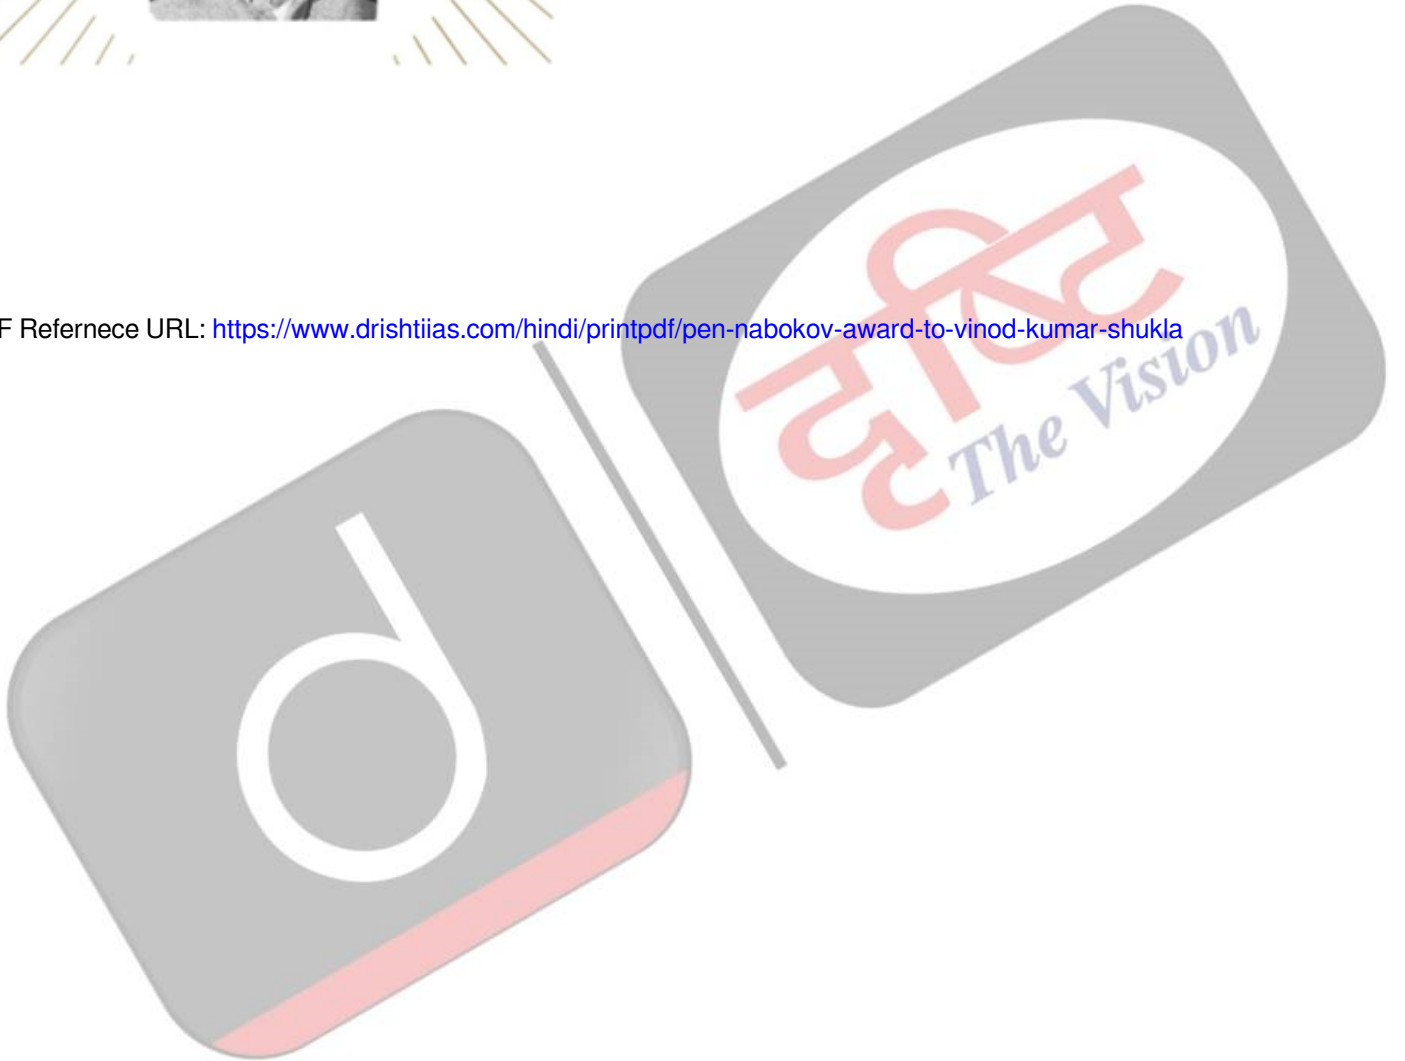 F Refernece URL: https://www.drishtiias.com/hindi/printpdf/pen-nabokov-award-to-vinod-kumar-shukla
दृष्टि
The Vision
d